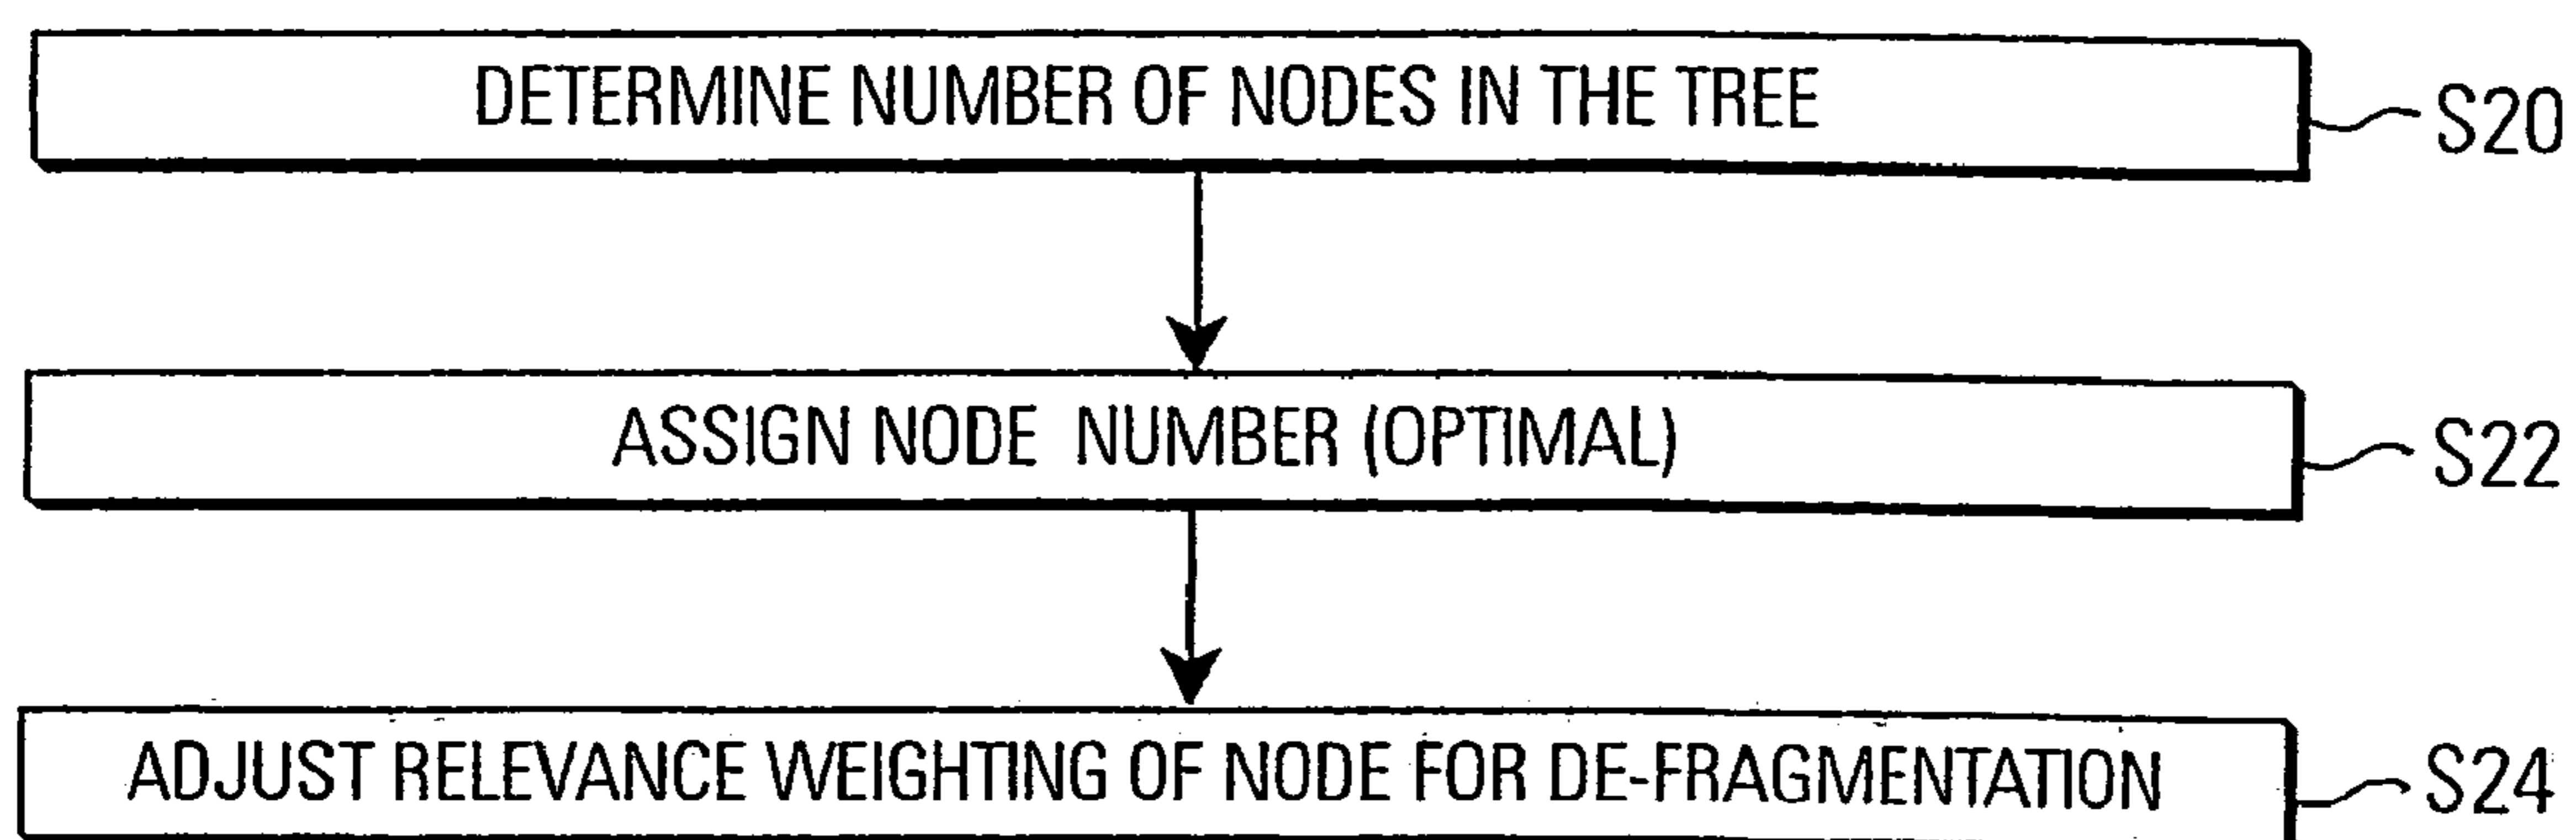 DETERMINE NUMBER OF NODES IN THE TREE
S20
ASSIGN NODE NUMBER (OPTIMAL)
S22
ADJUST RELEVANCE WEIGHTING OF NODE FOR DE-FRAGMENTATION
S24